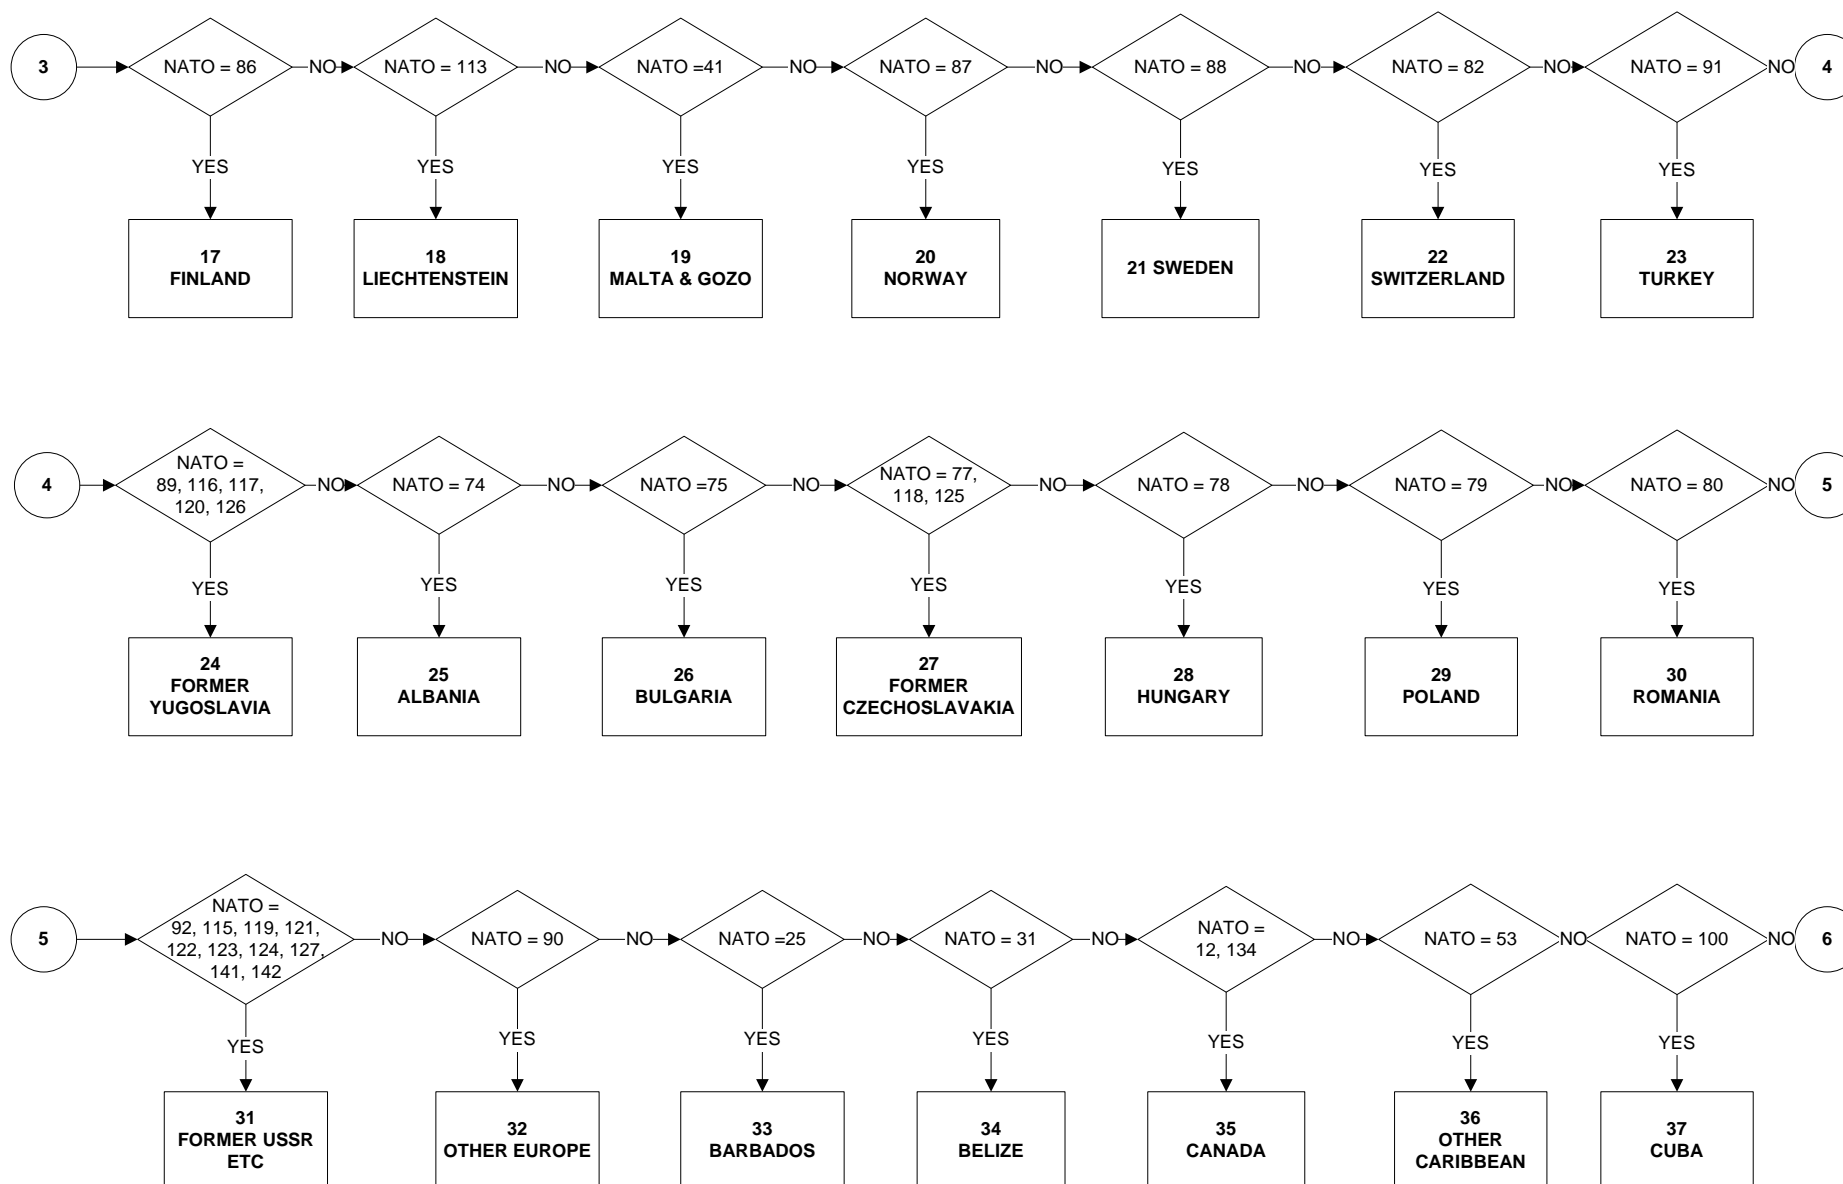 3
NATO = 86
NO
NATO = 113
NO
NATO =41
NO
NATO = 87
NO
NATO = 88
NO
NATO = 82
NO
NATO = 91
NO
4
YES
YES
YES
YES
YES
YES
YES
17
FINLAND
18
LIECHTENSTEIN
19
MALTA & GOZO
20
NORWAY
21 SWEDEN
22
SWITZERLAND
23
TURKEY
4
NATO =
89, 116, 117,
120, 126
NO
NATO = 74
NO
NATO =75
NO
NATO = 77,
118, 125
NO
NATO = 78
NO
NATO = 79
NO
NATO = 80
NO
5
YES
YES
YES
YES
YES
YES
YES
24
FORMER
YUGOSLAVIA
25
ALBANIA
26
BULGARIA
27
FORMER
CZECHOSLAVAKIA
28
HUNGARY
29
POLAND
30
ROMANIA
5
NATO =
92, 115, 119, 121,
122, 123, 124, 127,
141, 142
NO
NATO = 90
NO
NATO =25
NO
NATO = 31
NO
NATO =
12, 134
NO
NATO = 53
NO
NATO = 100
NO
6
YES
YES
YES
YES
YES
YES
YES
31
FORMER USSR
ETC
32
OTHER EUROPE
33
BARBADOS
34
BELIZE
35
CANADA
36
OTHER
CARIBBEAN
37
CUBA